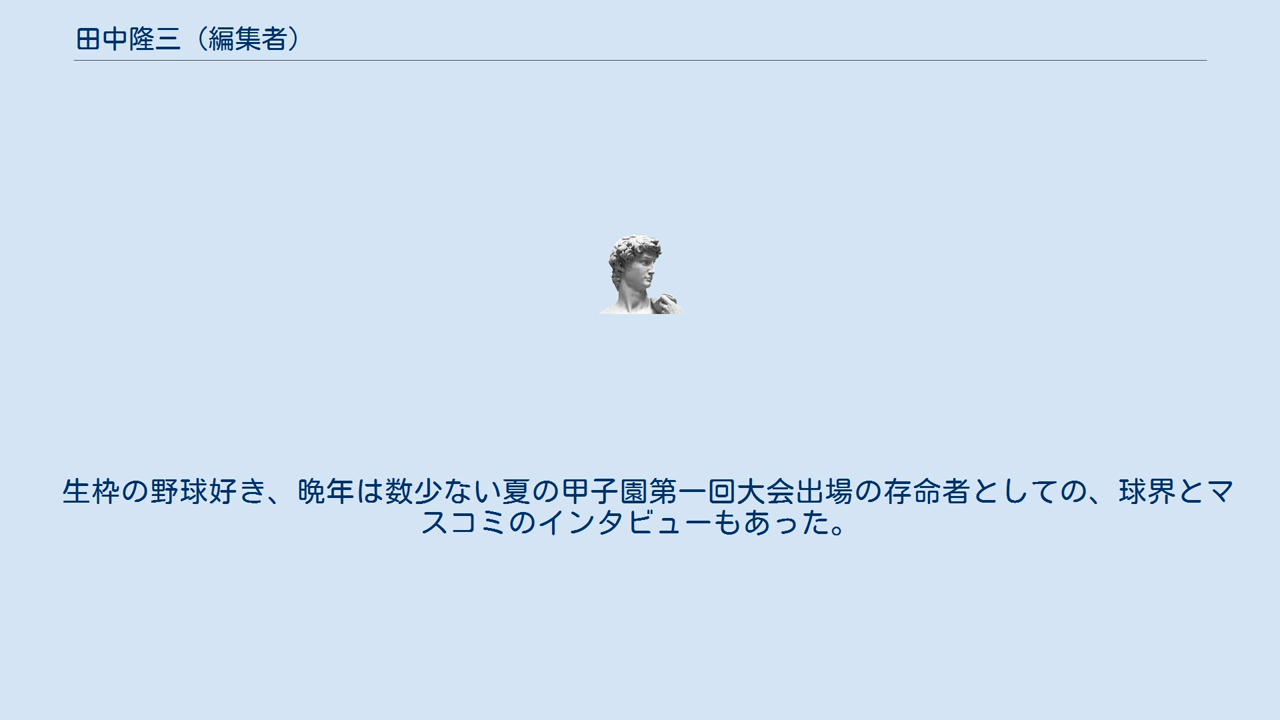 田中隆三（編集者）
生枠の野球好き、晩年は数少ない夏の甲子園第一回大会出場の存命者としての、球界とマ
スコミのインタビューもあった。